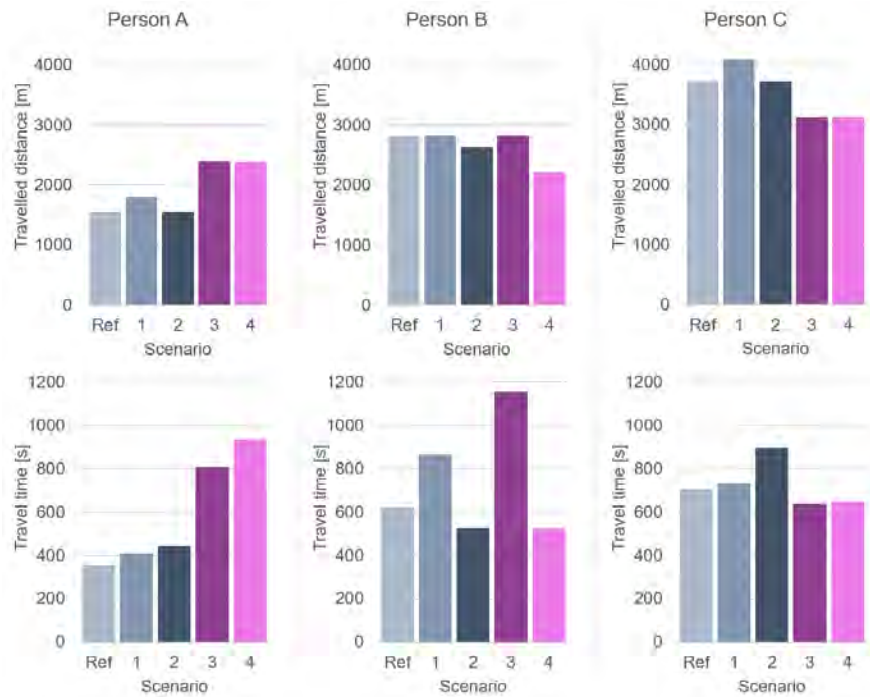 Person A
Person B
Person C
Travelled distance [m]
4000
3000
2000
1000
0
Ref 1 2 3 4
Scenario
Travelled distance [m]
4000
3000
2000
1000
0
Ref 1 2 3 4
Scenario
Travelled distance [m]
4000
3000
2000
1000
0
Ref 1 2 3 4
Scenario
Travel time [s]
1200
1000
800
600
400
200
0
Ref 1 2 3 4
Scenario
Travel time [s]
1200
1000
800
600
400
200
0
Ref 1 2 3 4
Scenario
Travel time [s]
1200
1000
800
600
400
200
0
Ref 1 2 3 4
Scenario